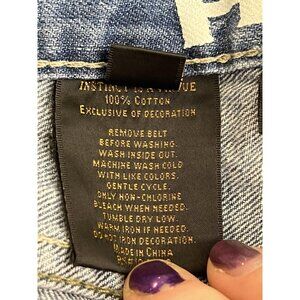 INSTINCT IS A VIRTUE
100% COTTON
EXCLUSIVE OF DECORATION
REMOVE BELT
BEFORE WASHING.
WASH INSIDE OUT.
MACHINE WASH COLD
WITH LIKE COLORS.
GENTLE CYCLE.
ONLY NON-CHLORINE
BLEACH WHEN NEEDED.
TUMBLE DRY LOW.
WARM IRON IF NEEDED.
DO NOT IRON DECORATION.
MADE IN CHINA